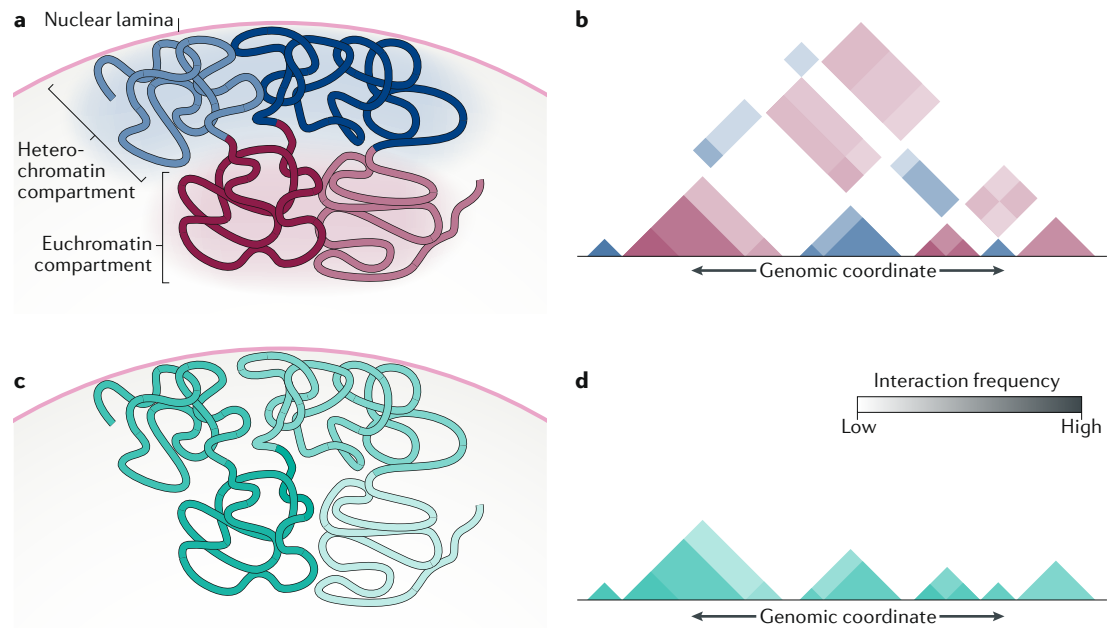 a
Nuclear lamina
Hetero-
chromatin
compartment
Euchromatin
compartment
b
Genomic coordinate
c
d
Interaction frequency
Low
High
Genomic coordinate